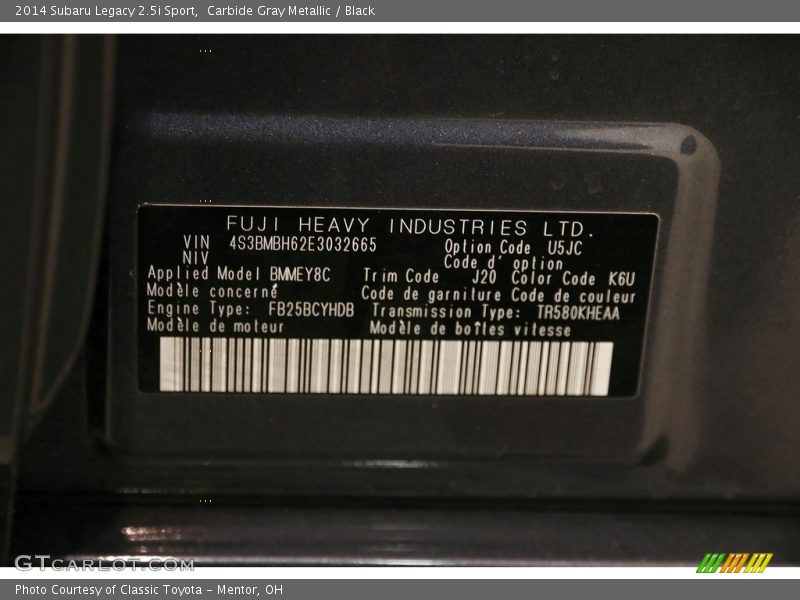 2014 Subaru Legacy 2.5i Sport,  Carbide Gray Metallic / Black
FUJI HEAVY INDUSTRIES LTD.
VIN 4S3BMBH62E3032665 Option Code U5JC
NIV Code d'option
Applied Model BMMEY8C Trim Code J20 Color Code K6U
Modèle concerné Code de garniture Code de couleur
Engine Type: FB25BCYHDB Transmission Type: TR580KHEAA
Modèle de moteur Modèle de boîtes vitesse
GTCARLOT.COM
Photo Courtesy of Classic Toyota – Mentor, OH